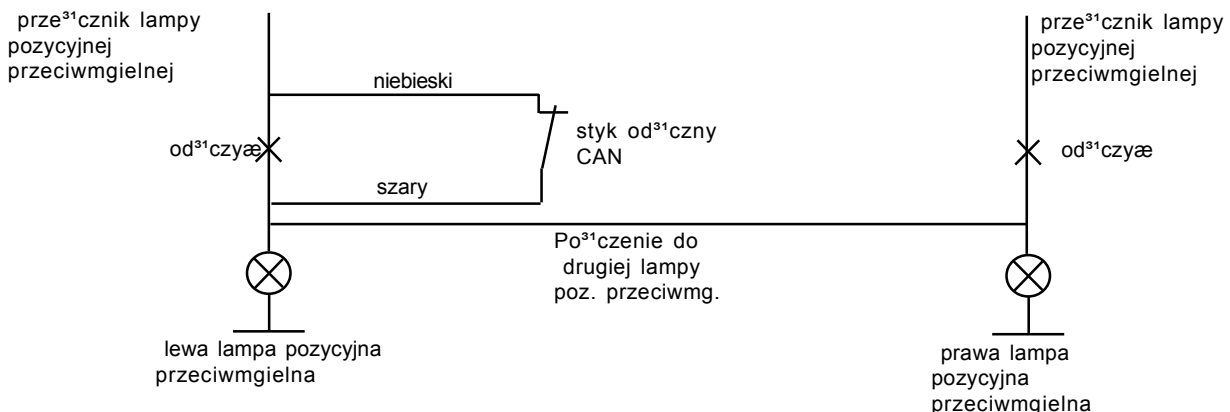 prze³¹cznik lampy
pozycyjnej
przeciwmgielnej
niebieski
styk od³¹czny
CAN
od³¹czyæ
szary
Po³¹czenie do
drugiej lampy
poz. przeciwmg.
lewa lampa pozycyjna
przeciwmgielna
prze³¹cznik lampy
pozycyjnej
przeciwmgielnej
od³¹czyæ
prawa lampa
pozycyjna
przeciwmgielna